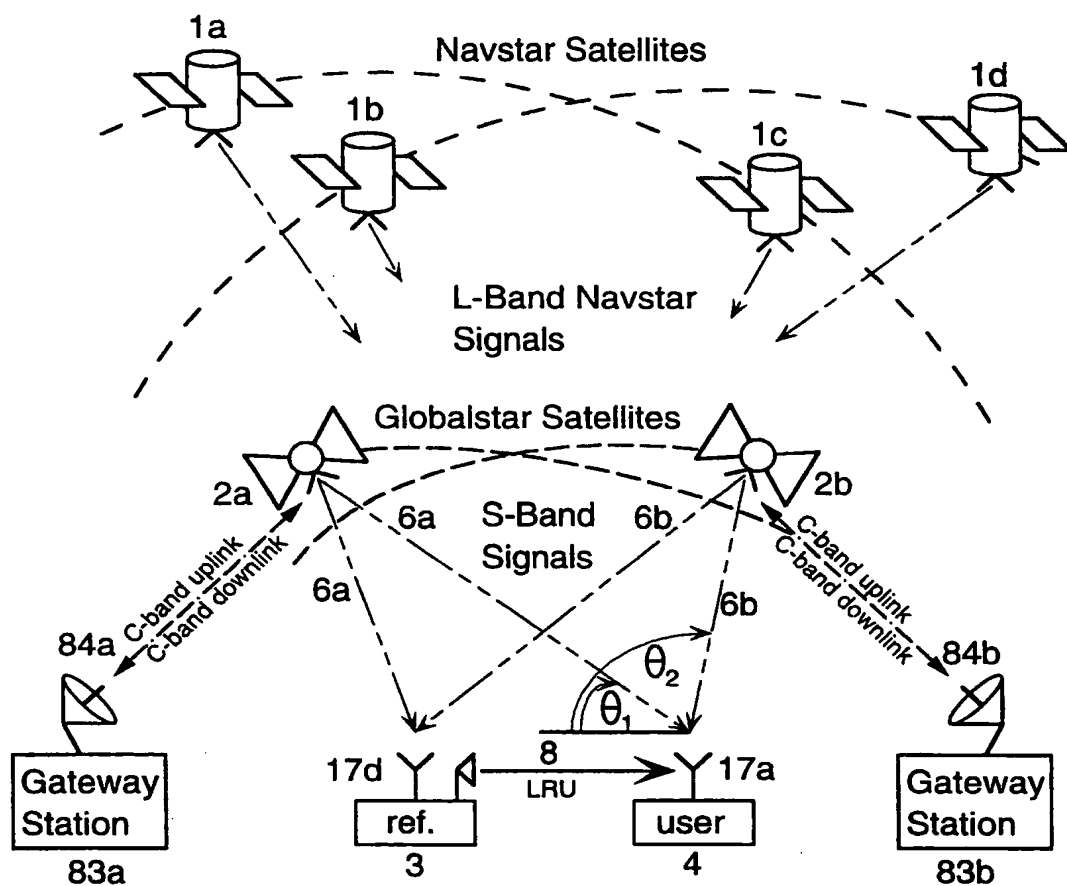 1a
Navstar Satellites
1d
1b
1c
L-Band Navstar
Signals
Globalstar Satellites
2a
2b
6a
S-Band
Signals
6b
6a
6b
C-band uplink
C-band downlink
C-band uplink
C-band downlink
84a
84b
θ2
θ1
17d
8
LRU
17a
Gateway
Station
ref.
user
Gateway
Station
83a
3
4
83b